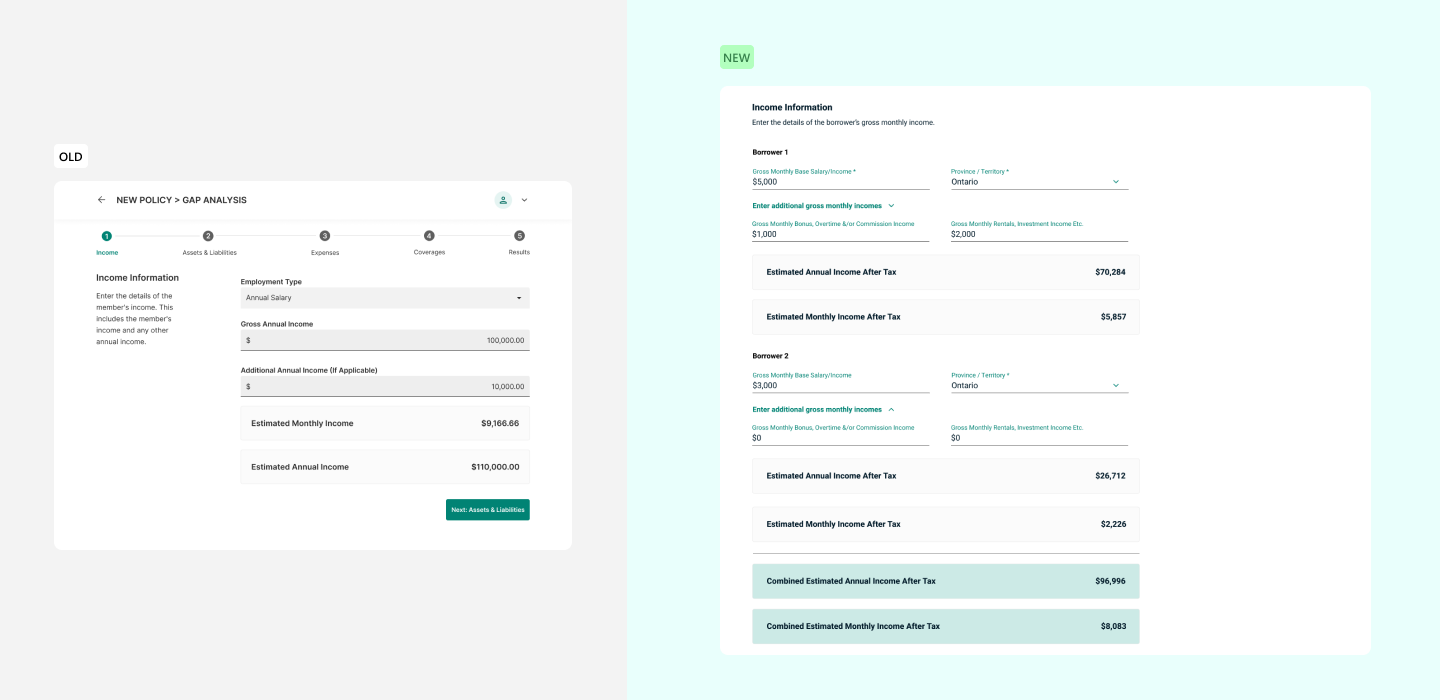 OLD
NEW POLICY > GAP ANALYSIS
1
2
3
4
5
Income
Assets & Liabilities
Expenses
Coverages
Results
Income Information
Enter the details of the
member's income. This
includes the member's
income and any other
annual income.
Employment Type
Annual Salary
Gross Annual Income
$ 100,000.00
Additional Annual Income (If Applicable)
$ 10,000.00
Estimated Monthly Income $9,166.66
Estimated Annual Income $110,000.00
Next: Assets & Liabilities
NEW
Income Information
Enter the details of the borrower's gross monthly income.
Borrower 1
Gross Monthly Base Salary/Income * Province / Territory *
$5,000 Ontario
Enter additional gross monthly incomes
Gross Monthly Bonus, Overtime &/or Commission Income Gross Monthly Rentals, Investment Income Etc.
$1,000 $2,000
Estimated Annual Income After Tax $70,284
Estimated Monthly Income After Tax $5,857
Borrower 2
Gross Monthly Base Salary/Income Province / Territory *
$3,000 Ontario
Enter additional gross monthly incomes
Gross Monthly Bonus, Overtime &/or Commission Income Gross Monthly Rentals, Investment Income Etc.
$0 $0
Estimated Annual Income After Tax $26,712
Estimated Monthly Income After Tax $2,226
Combined Estimated Annual Income After Tax $96,996
Combined Estimated Monthly Income After Tax $8,083